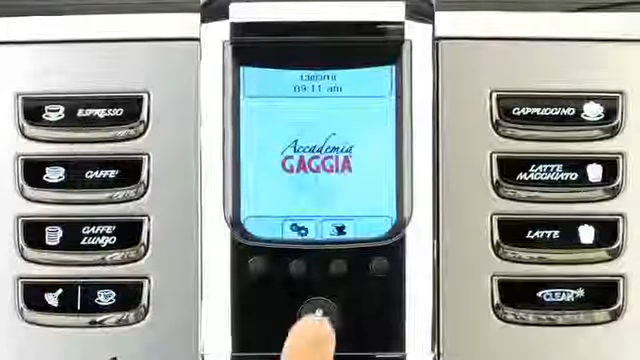 09:11 am
Accademia
GAGGIA
ESPRESSO
CAFFE'
CAFFE'
LUNGO
CAPPUCCINO
LATTE
MACCHIATO
LATTE
CLEAN